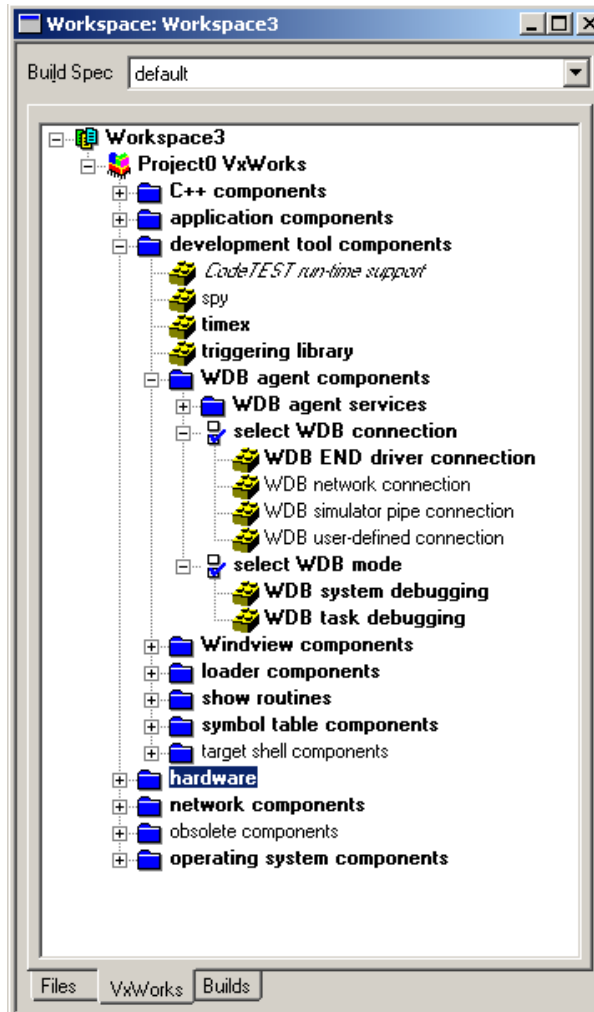 Workspace: Workspace3
Build Spec default
Workspace3
Project0 VxWorks
C++ components
application components
development tool components
CodeTEST run-time support
spy
timex
triggering library
WDB agent components
WDB agent services
select WDB connection
WDB END driver connection
WDB network connection
WDB simulator pipe connection
WDB user-defined connection
select WDB mode
WDB system debugging
WDB task debugging
Windview components
loader components
show routines
symbol table components
target shell components
hardware
network components
obsolete components
operating system components
Files VxWorks Builds